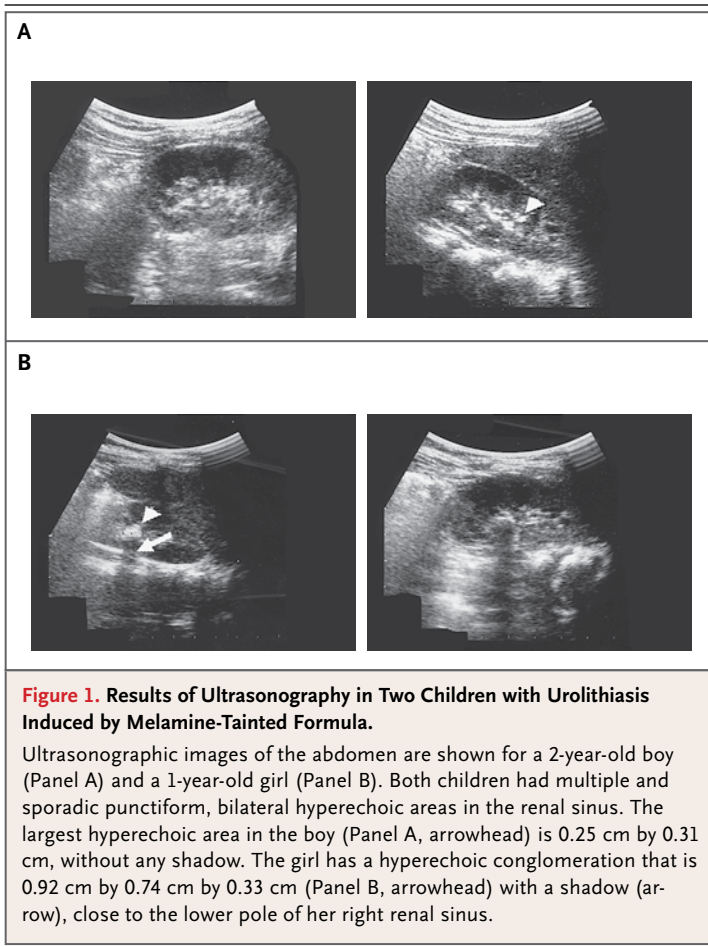 A
B
Figure 1. Results of Ultrasonography in Two Children with Urolithiasis
Induced by Melamine-Tainted Formula.
Ultrasonographic images of the abdomen are shown for a 2-year-old boy
(Panel A) and a 1-year-old girl (Panel B). Both children had multiple and
sporadic punctiform, bilateral hyperechoic areas in the renal sinus. The
largest hyperechoic area in the boy (Panel A, arrowhead) is 0.25 cm by 0.31
cm, without any shadow. The girl has a hyperechoic conglomeration that is
0.92 cm by 0.74 cm by 0.33 cm (Panel B, arrowhead) with a shadow (ar-
row), close to the lower pole of her right renal sinus.